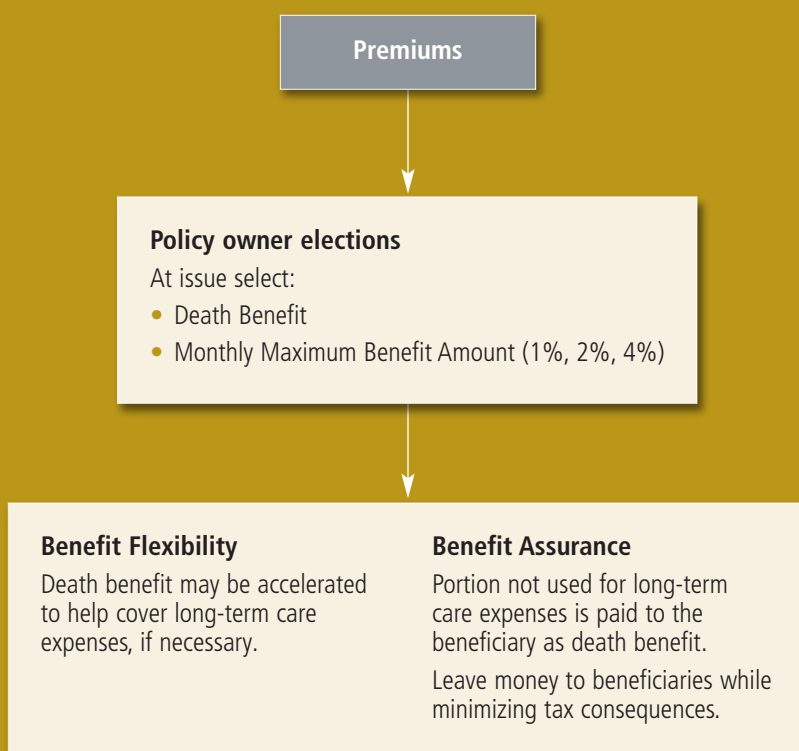 Premiums
Policy owner elections
At issue select:
• Death Benefit
• Monthly Maximum Benefit Amount (1%, 2%, 4%)
Benefit Flexibility
Death benefit may be accelerated
to help cover long-term care
expenses, if necessary.
Benefit Assurance
Portion not used for long-term
care expenses is paid to the
beneficiary as death benefit.
Leave money to beneficiaries while
minimizing tax consequences.